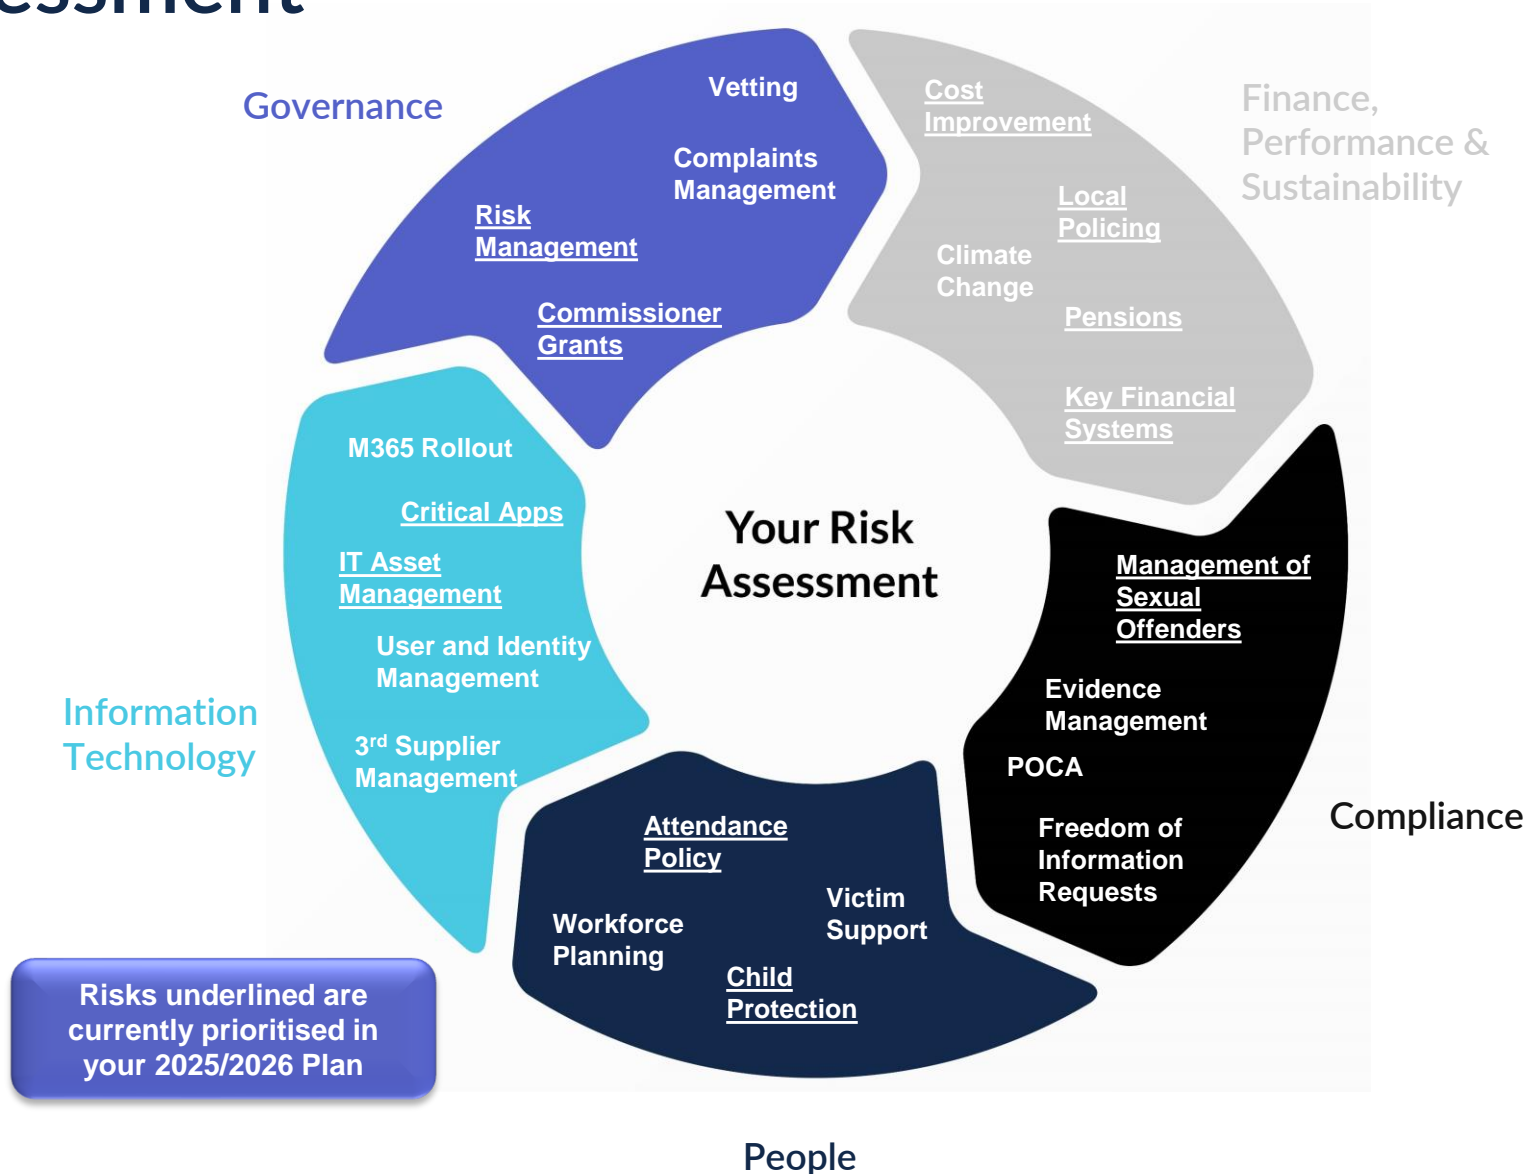 Governance
Vetting
Complaints
Management
Risk
Management
Commissioner
Grants
Cost
Improvement
Local
Policing
Climate
Change
Pensions
Key Financial
Systems
Finance,
Performance &
Sustainability
M365 Rollout
Critical Apps
IT Asset
Management
User and Identity
Management
3rd Supplier
Management
Information
Technology
Your Risk
Assessment
Management of
Sexual
Offenders
Evidence
Management
POCA
Freedom of
Information
Requests
Compliance
Attendance
Policy
Workforce
Planning
Victim
Support
Child
Protection
People
Risks underlined are
currently prioritised in
your 2025/2026 Plan